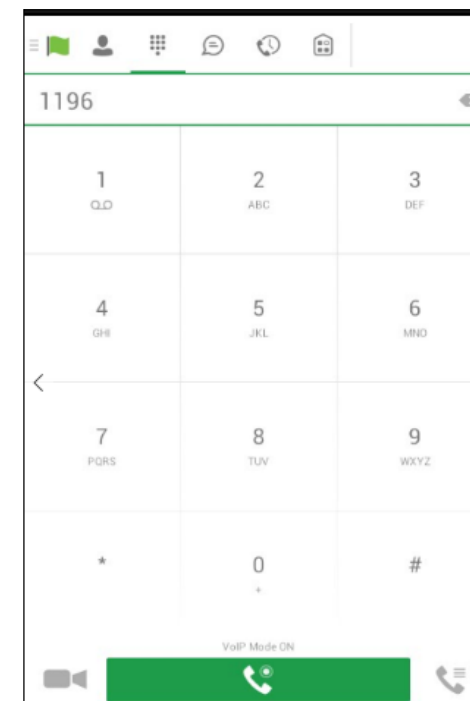 1196
1 2 3
ABC DEF
4 5 6
GHI JKL MNO
7 8 9
PQRS TUV WXYZ
* 0 #
+
VoIP Mode ON